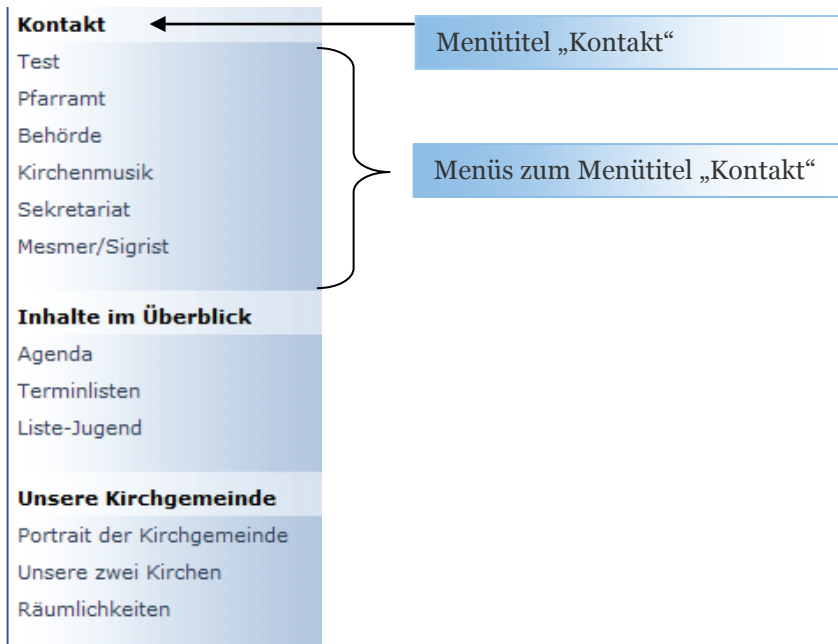 Kontakt
Menütitel „Kontakt“
Test
Pfarramt
Behörde
Kirchenmusik
Sekretariat
Mesmer/Sigrist
Menüs zum Menütitel „Kontakt“
Inhalte im Überblick
Agenda
Terminlisten
Liste-Jugend
Unsere Kirchgemeinde
Portrait der Kirchgemeinde
Unsere zwei Kirchen
Räumlichkeiten